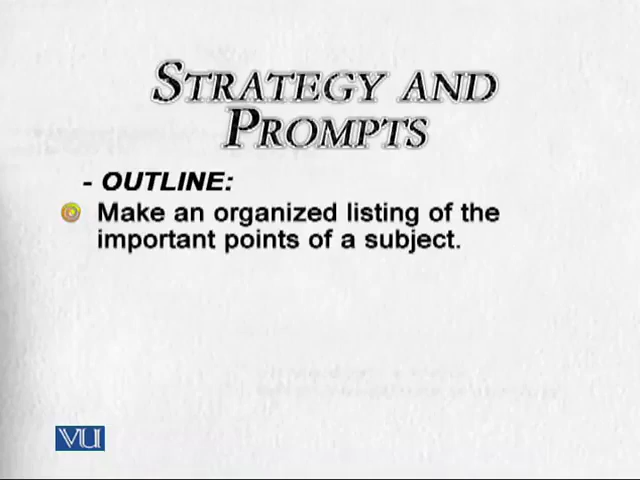 STRATEGY AND
PROMPTS
- OUTLINE:
Make an organized listing of the
important points of a subject.
VU